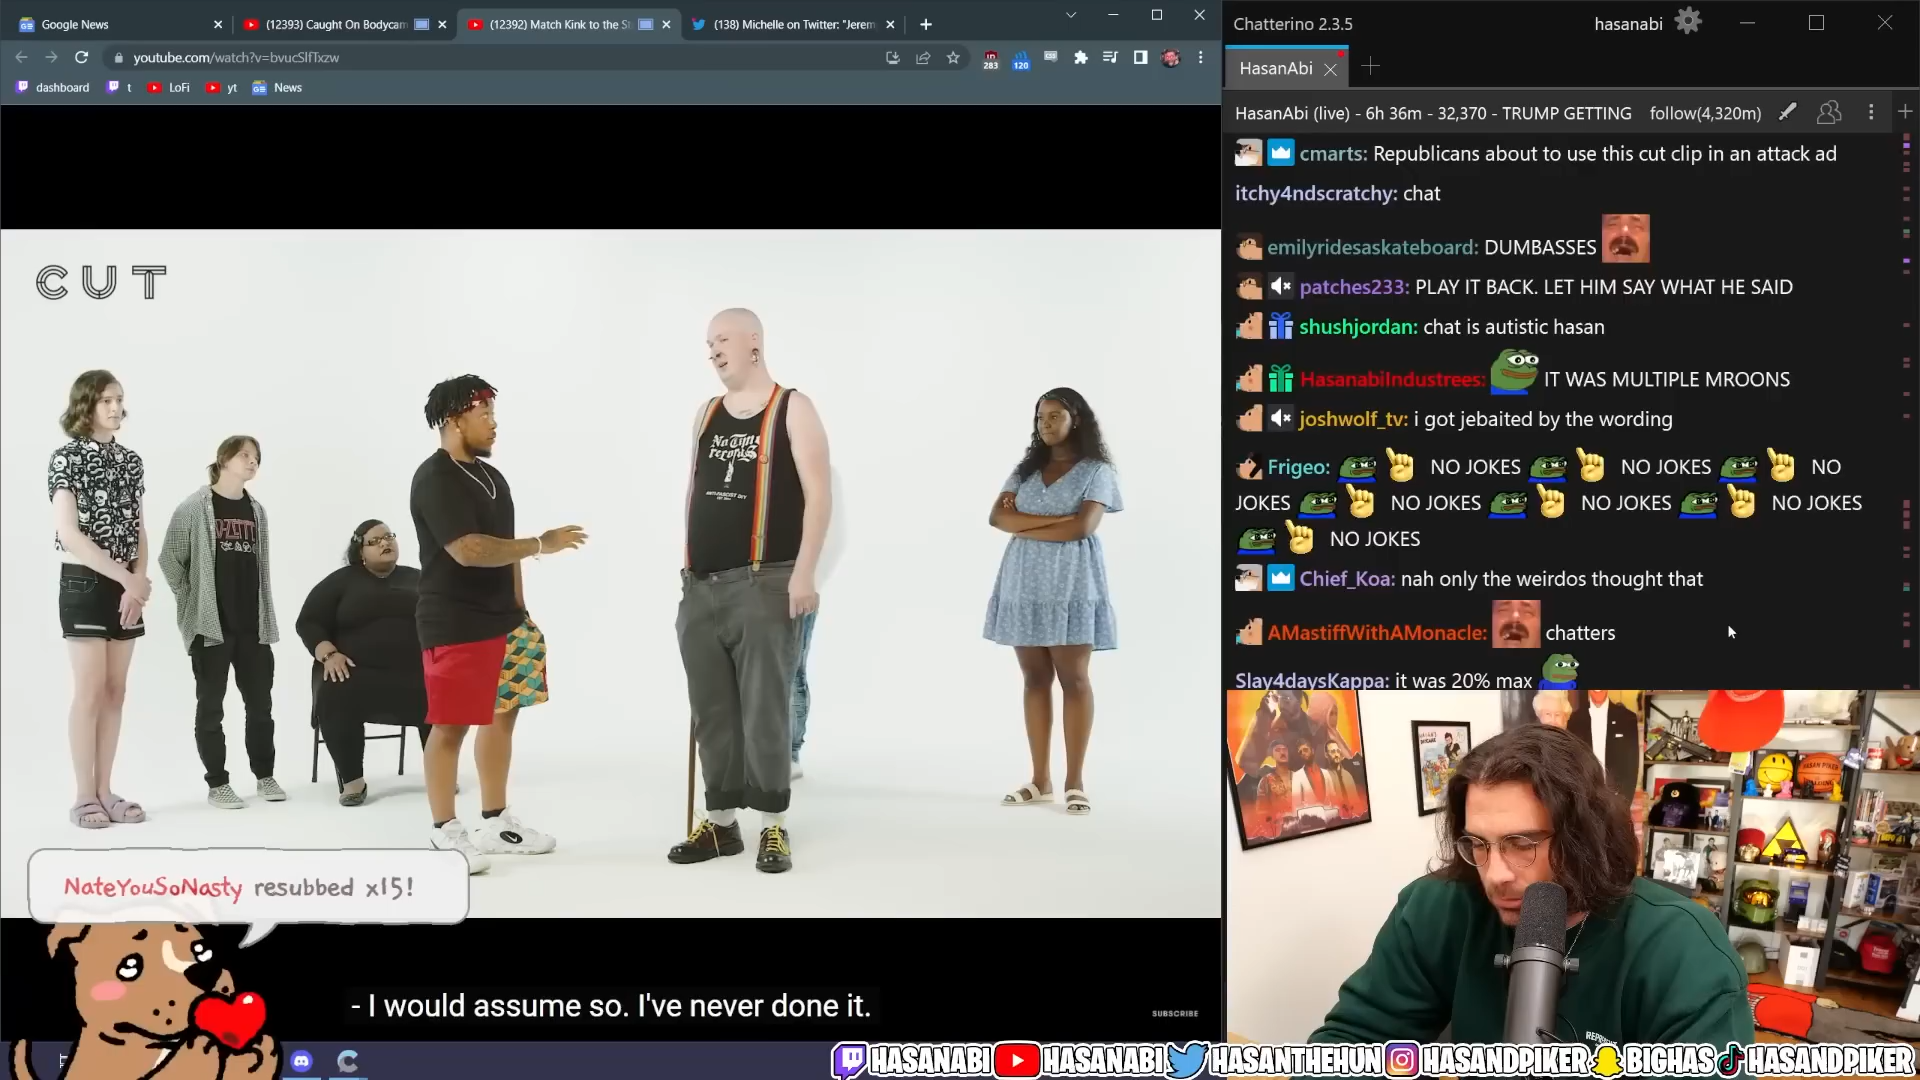 Google News
(12393) Caught On Bodycam
(12392) Match Kink to the St
(138) Michelle on Twitter: "Jerem
youtube.com/watch?v=bvucSlfTxzw
283
120
dashboard
t
LoFi
yt
News
CUT
No Time
records
NateYouSoNasty resubbed x15!
- I would assume so. I've never done it.
SUBSCRIBE
Chatterino 2.3.5
hasanabi
HasanAbi
HasanAbi (live) - 6h 36m - 32,370 - TRUMP GETTING
follow(4,320m)
cmarts: Republicans about to use this cut clip in an attack ad
itchy4ndscratchy: chat
emilyridesaskateboard: DUMBASSES
patches233: PLAY IT BACK. LET HIM SAY WHAT HE SAID
shushjordan: chat is autistic hasan
HasanabiIndustrees: IT WAS MULTIPLE MROONS
joshwolf_tv: i got jebaited by the wording
Frigeo: NO JOKES NO JOKES NO
JOKES NO JOKES NO JOKES NO JOKES
NO JOKES
Chief_Koa: nah only the weirdos thought that
AMastiffWithAMonacle: chatters
Slay4daysKappa: it was 20% max
HASANABI HASANABI HASANTHEHUN HASANDPIKER BIGHAS HASANDPIKER